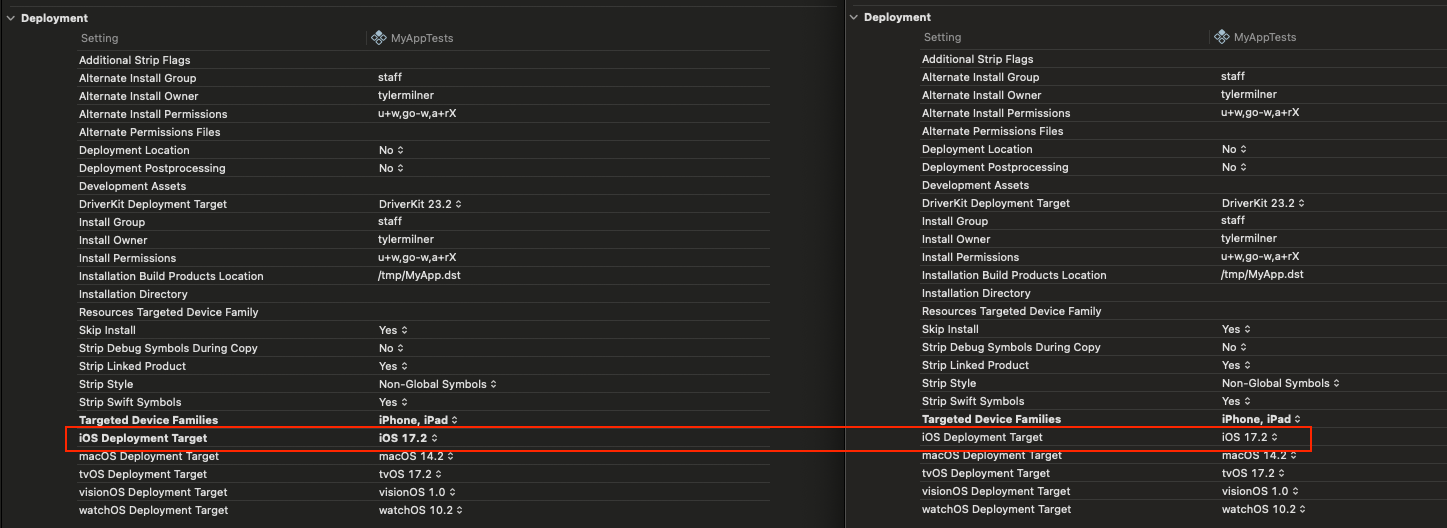 Deployment
Setting MyAppTests
Additional Strip Flags
Alternate Install Group staff
Alternate Install Owner tylermilner
Alternate Install Permissions u+w,go-w,a+rX
Alternate Permissions Files
Deployment Location No
Deployment Postprocessing No
Development Assets
DriverKit Deployment Target DriverKit 23.2
Install Group staff
Install Owner tylermilner
Install Permissions u+w,go-w,a+rX
Installation Build Products Location /tmp/MyApp.dst
Installation Directory
Resources Targeted Device Family
Skip Install Yes
Strip Debug Symbols During Copy No
Strip Linked Product Yes
Strip Style Non-Global Symbols
Strip Swift Symbols Yes
Targeted Device Families iPhone, iPad
iOS Deployment Target iOS 17.2
macOS Deployment Target macOS 14.2
tvOS Deployment Target tvOS 17.2
visionOS Deployment Target visionOS 1.0
watchOS Deployment Target watchOS 10.2
Deployment
Setting MyAppTests
Additional Strip Flags
Alternate Install Group staff
Alternate Install Owner tylermilner
Alternate Install Permissions u+w,go-w,a+rX
Alternate Permissions Files
Deployment Location No
Deployment Postprocessing No
Development Assets
DriverKit Deployment Target DriverKit 23.2
Install Group staff
Install Owner tylermilner
Install Permissions u+w,go-w,a+rX
Installation Build Products Location /tmp/MyApp.dst
Installation Directory
Resources Targeted Device Family
Skip Install Yes
Strip Debug Symbols During Copy No
Strip Linked Product Yes
Strip Style Non-Global Symbols
Strip Swift Symbols Yes
Targeted Device Families iPhone, iPad
iOS Deployment Target iOS 17.2
macOS Deployment Target macOS 14.2
tvOS Deployment Target tvOS 17.2
visionOS Deployment Target visionOS 1.0
watchOS Deployment Target watchOS 10.2